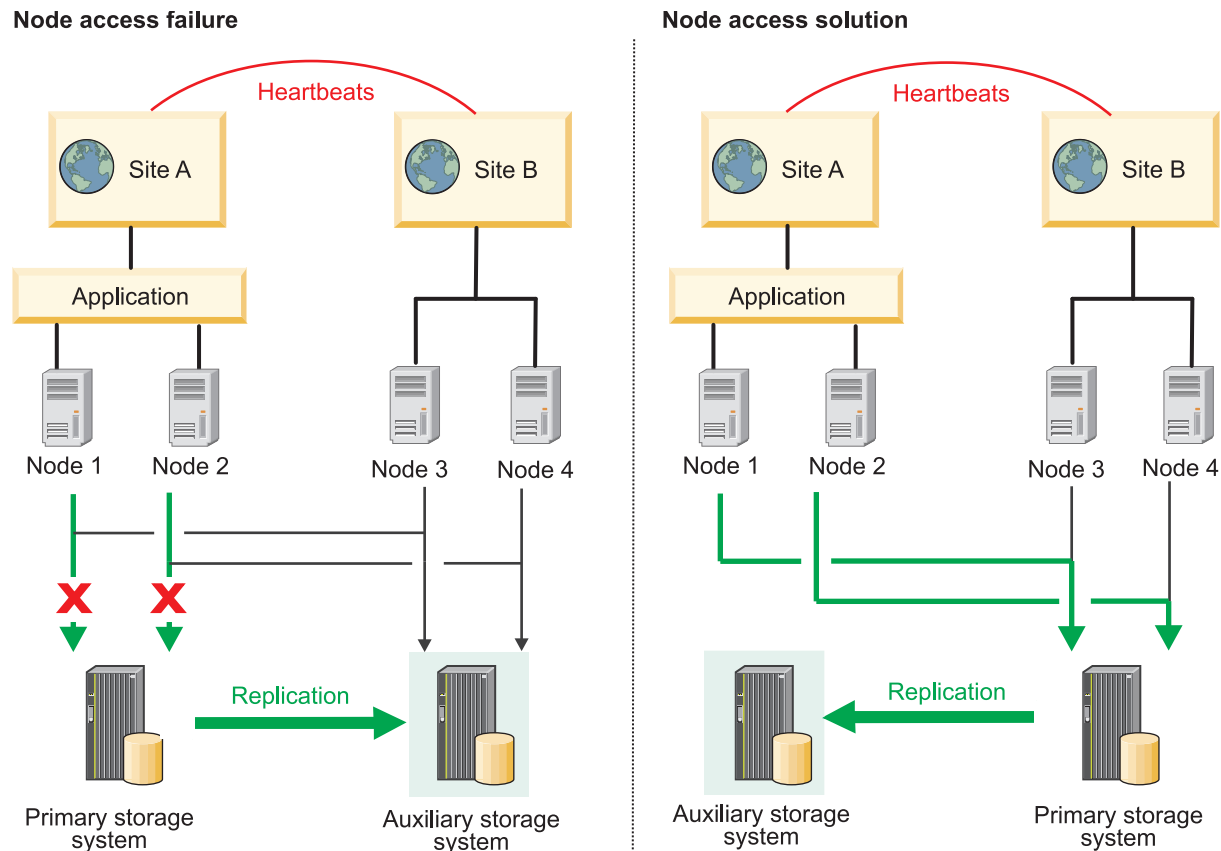 Node access failure
Heartbeats
Site A
Site B
Application
Node 1
Node 2
Node 3
Node 4
X
X
Replication
Primary storage
system
Auxiliary storage
system
Node access solution
Heartbeats
Site A
Site B
Application
Node 1
Node 2
Node 3
Node 4
Replication
Auxiliary storage
system
Primary storage
system